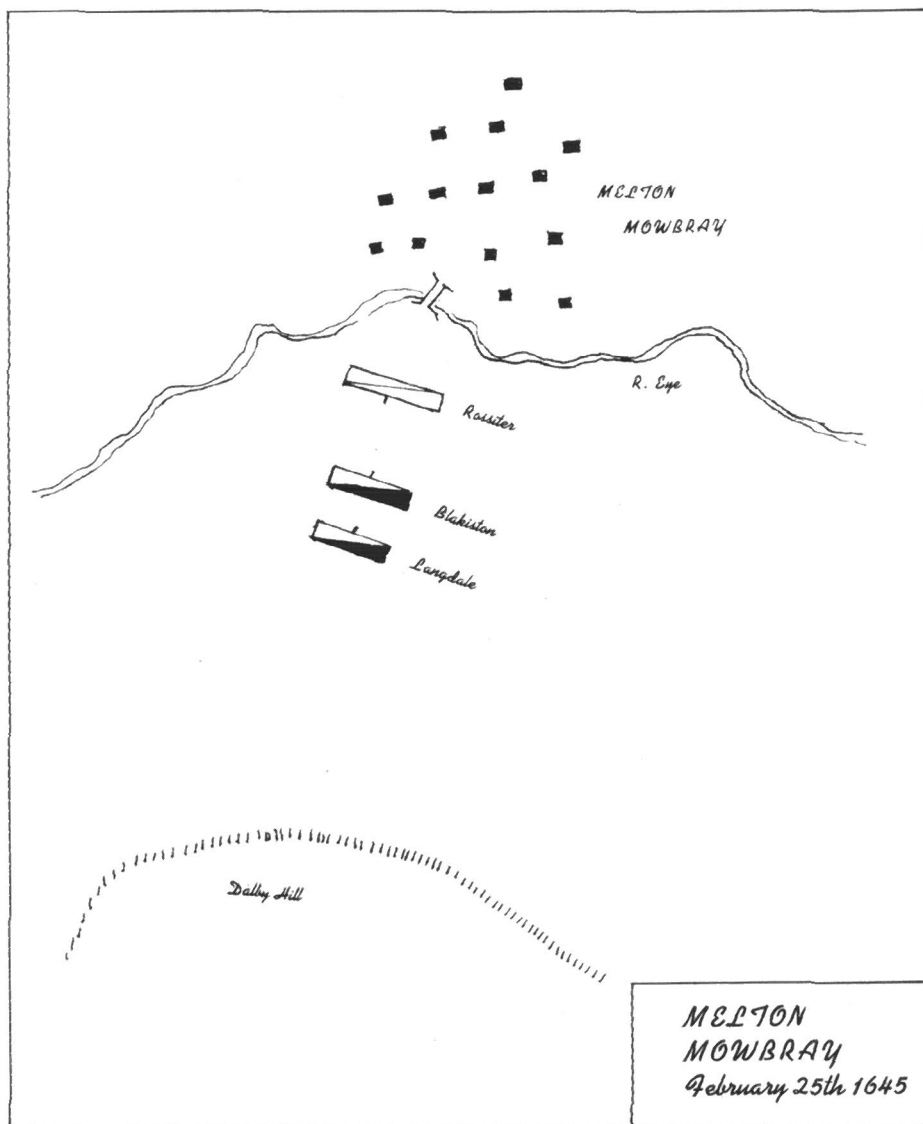 MELTON
MOWBRAY
R. Eye
Rossiter
Blakiston
Langdale
Dalby Hill
MELTON
MOWBRAY
February 25th 1645